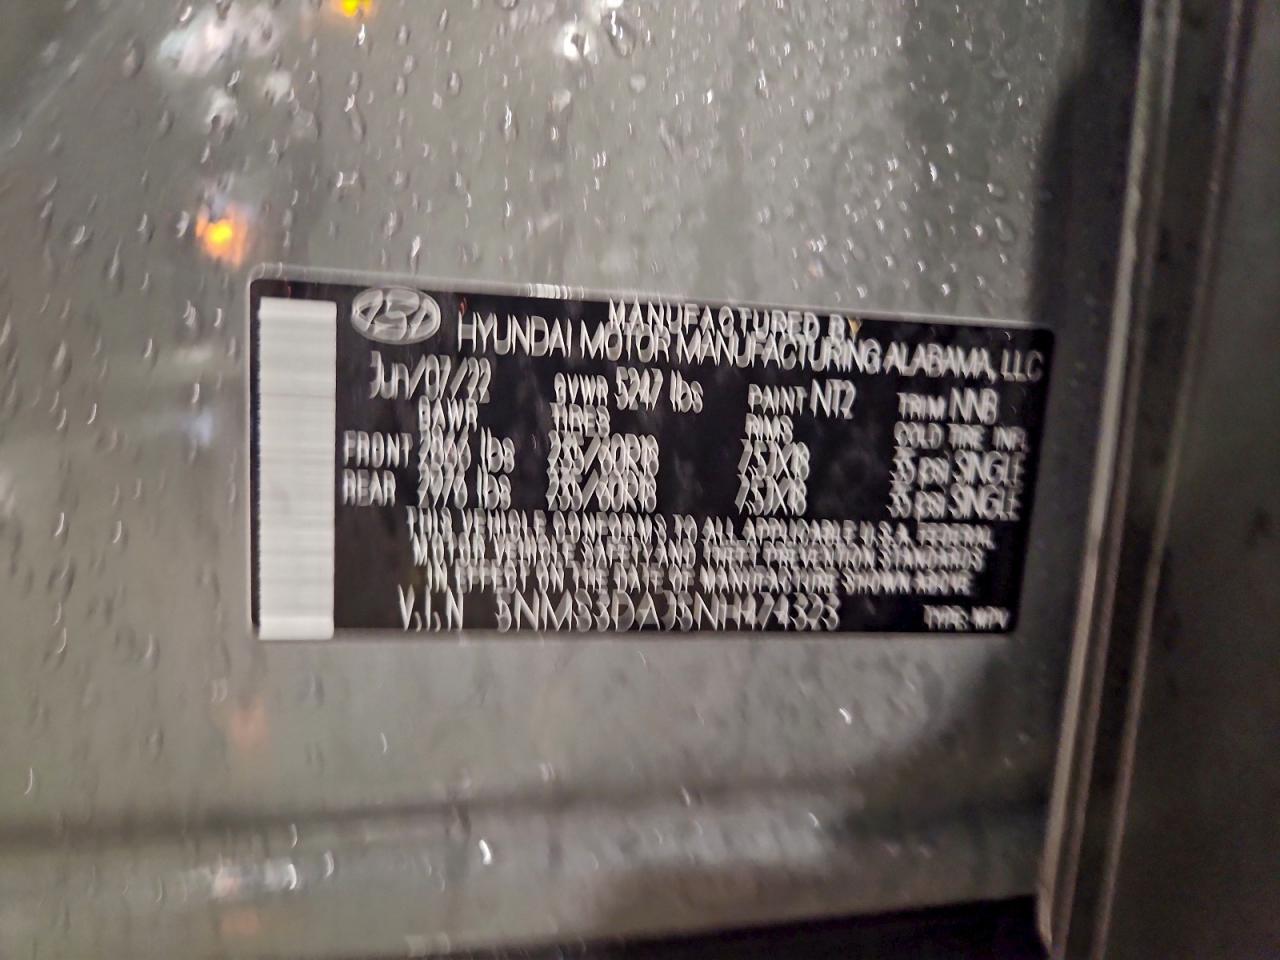 MANUFACTURED BY
HYUNDAI MOTOR MANUFACTURING ALABAMA, LLC
Jun/07/22 GVWR 5247 lbs PAINT NT2 TRIM NNB
GAWR TIRES RIMS COLD TIRE INFL
FRONT lbs 235/60R18 7.5JX18 35 psi SINGLE
REAR lbs 235/60R18 7.5JX18 35 psi SINGLE
THIS VEHICLE CONFORMS TO ALL APPLICABLE U.S.A. FEDERAL
MOTOR VEHICLE SAFETY AND THEFT PREVENTION STANDARDS
IN EFFECT ON THE DATE OF MANUFACTURE SHOWN ABOVE
V.I.N 5NMS3DAJ5NH474323 TYPE: MPV